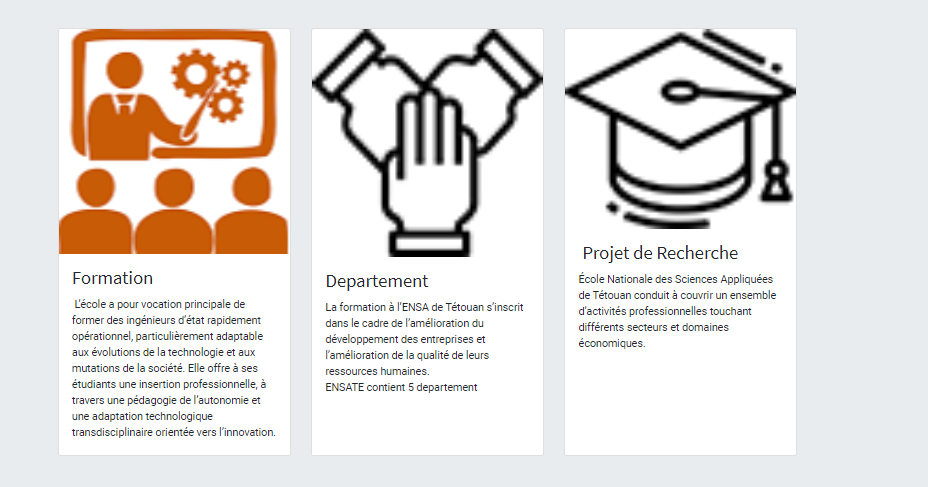 Formation
L'école a pour vocation principale de
former des ingénieurs d'état rapidement
opérationnel, particulièrement adaptable
aux évolutions de la technologie et aux
mutations de la société. Elle offre à ses
étudiants une insertion professionnelle, à
travers une pédagogie de l'autonomie et
une adaptation technologique
transdisciplinaire orientée vers l'innovation.
Departement
La formation à l'ENSA de Tétouan s'inscrit
dans le cadre de l'amélioration du
développement des entreprises et
l'amélioration de la qualité de leurs
ressources humaines.
ENSATE contient 5 departement
Projet de Recherche
École Nationale des Sciences Appliquées
de Tétouan conduit à couvrir un ensemble
d'activités professionnelles touchant
différents secteurs et domaines
économiques.